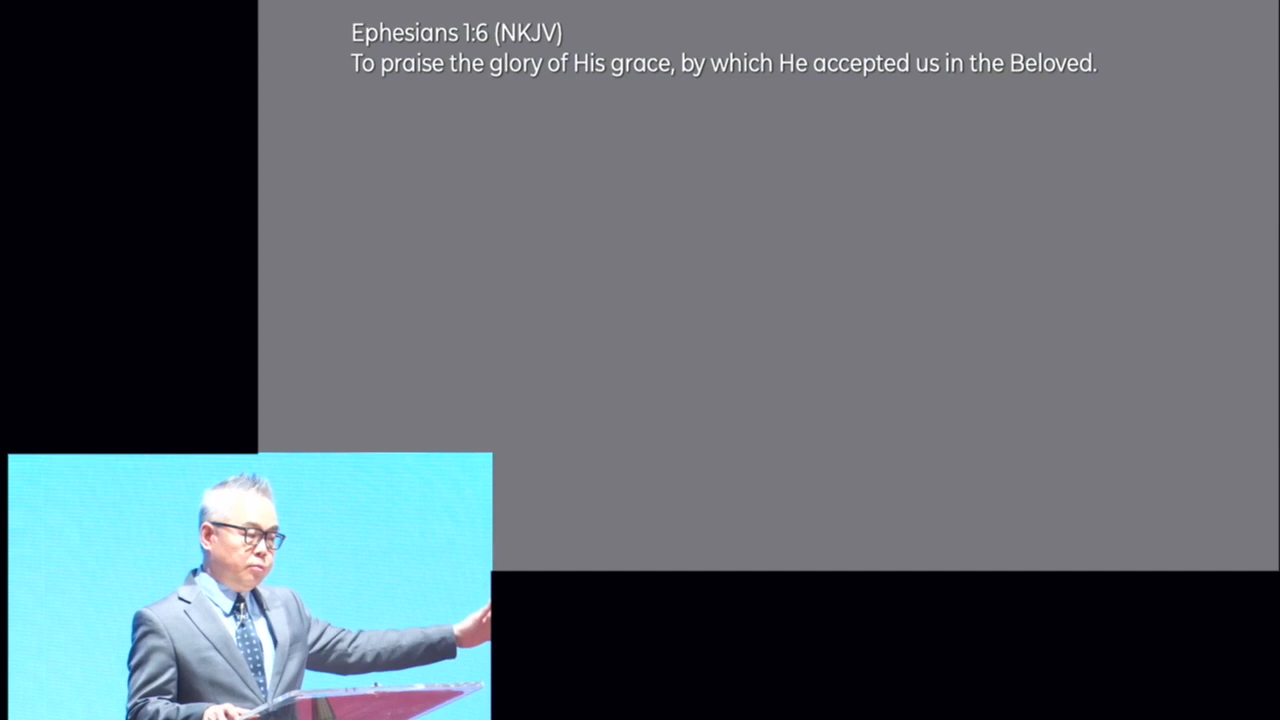 Ephesians 1:6 (NKJV)
To praise the glory of His grace, by which He accepted us in the Beloved.